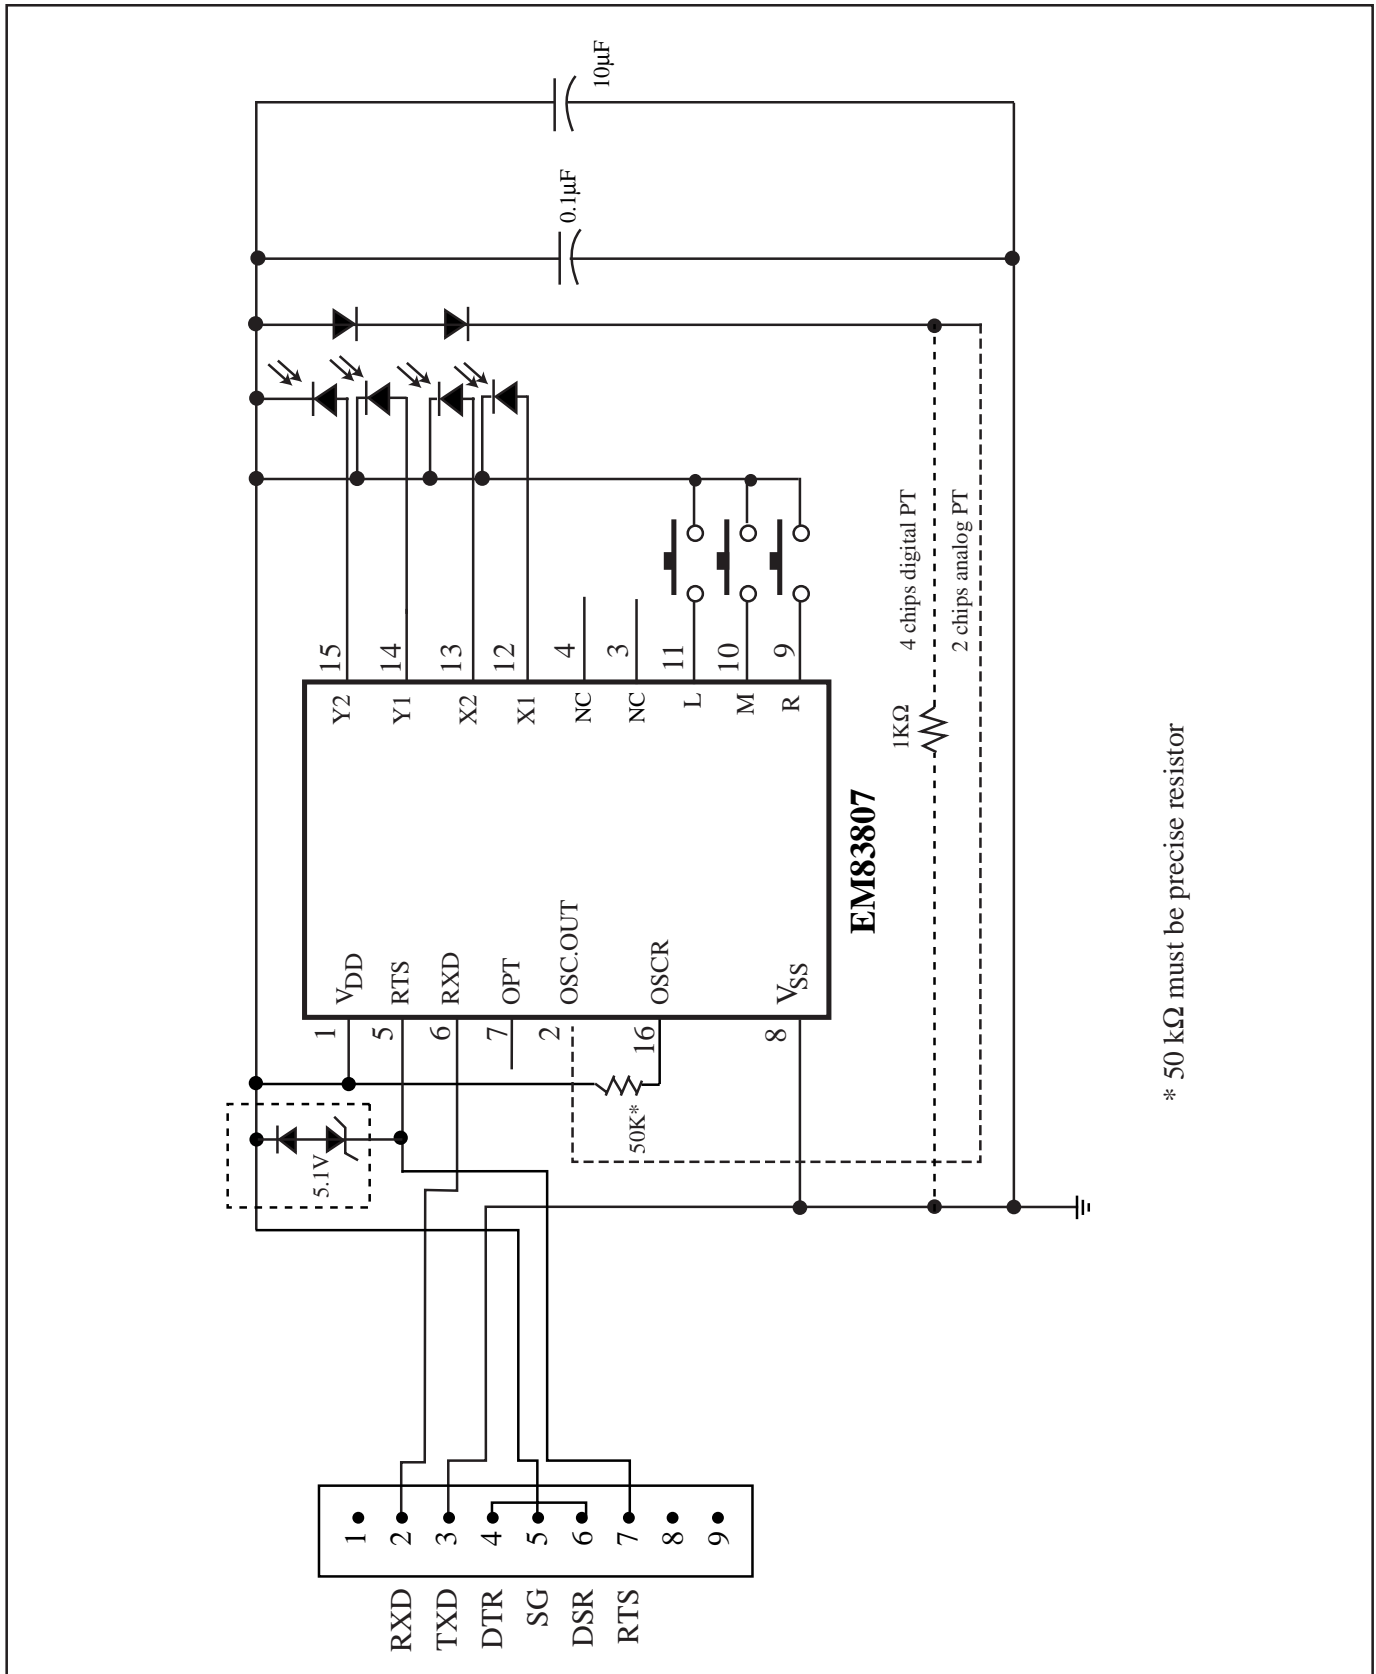 10µF
0.1µF
4 chips digital PT
2 chips analog PT
15
14
13
12
4
3
11
10
9
Y2
Y1
X2
X1
NC
NC
L
M
R
1KΩ
EM83807
VDD
RTS
RXD
OPT
OSC.OUT
OSCR
VSS
1
5
6
7
2
16
8
50K*
5.1V
1
2
3
4
5
6
7
8
9
RXD
TXD
DTR
SG
DSR
RTS
* 50 kΩ must be precise resistor